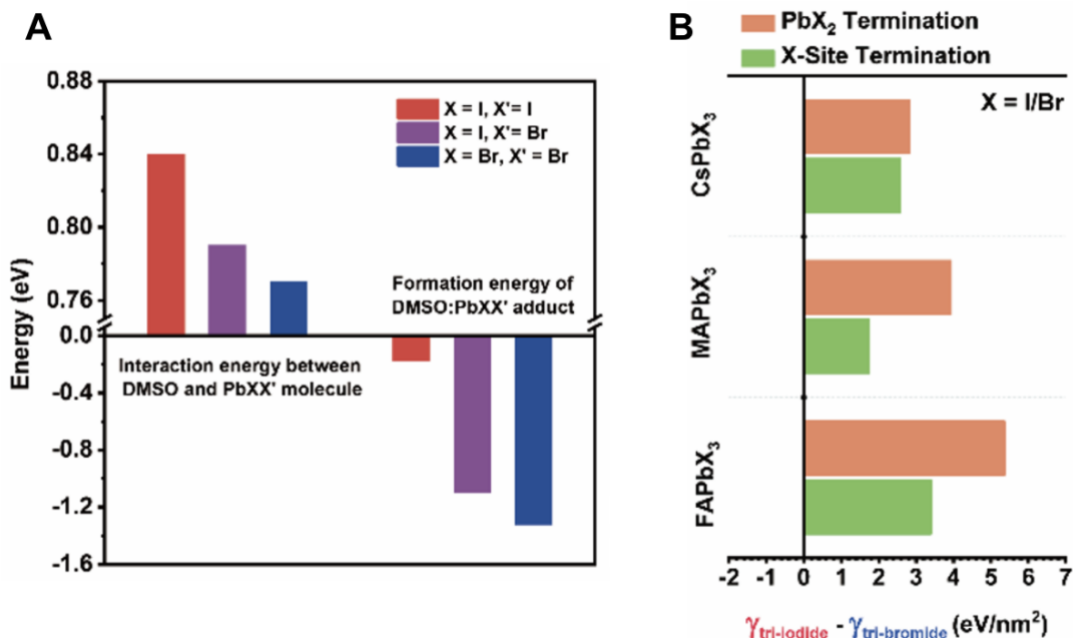 A
0.88
0.84
0.80
0.76
0.0
-0.4
-0.8
-1.2
-1.6
Energy (eV)
X = I, X'= I
X = I, X'= Br
X = Br, X' = Br
Formation energy of
DMSO:PbXX' adduct
Interaction energy between
DMSO and PbXX' molecule
B
PbX₂ Termination
X-Site Termination
X = I/Br
CsPbX₃
MAPbX₃
FAPbX₃
-2 -1 0 1 2 3 4 5 6 7
γtri-iodide - γtri-bromide (eV/nm²)